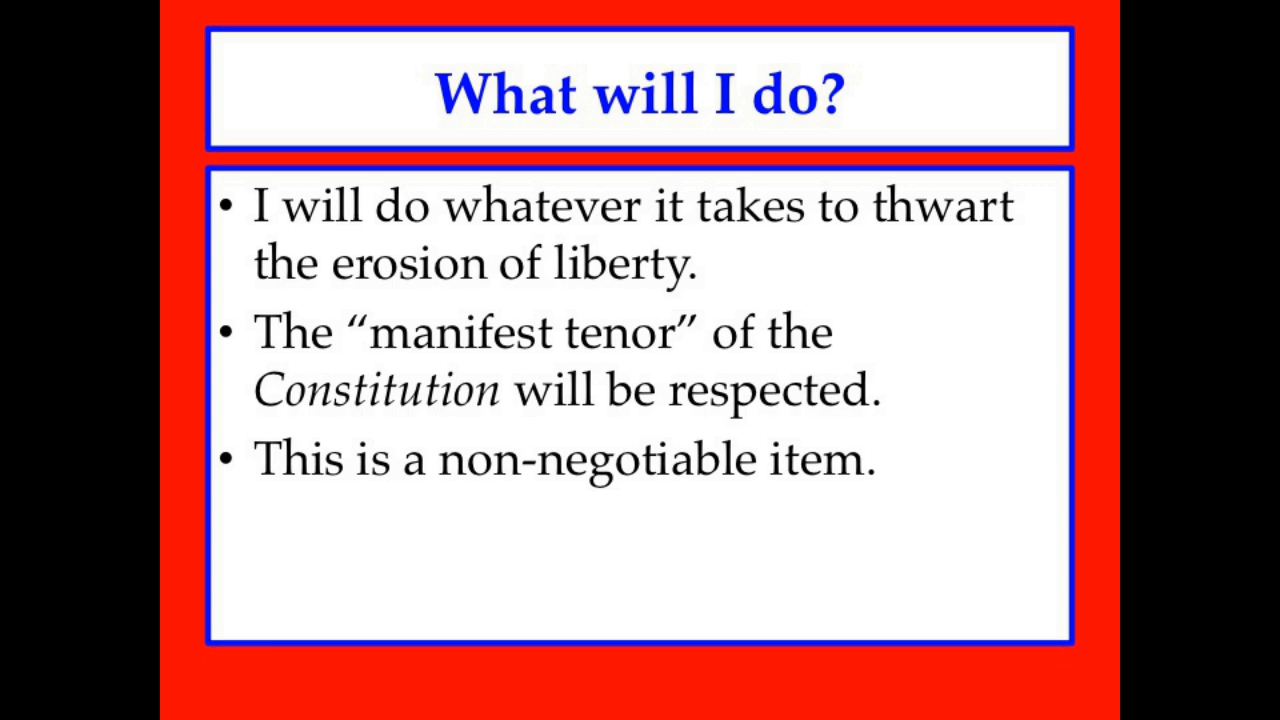 What will I do?
• I will do whatever it takes to thwart
the erosion of liberty.
• The “manifest tenor” of the
Constitution will be respected.
• This is a non-negotiable item.